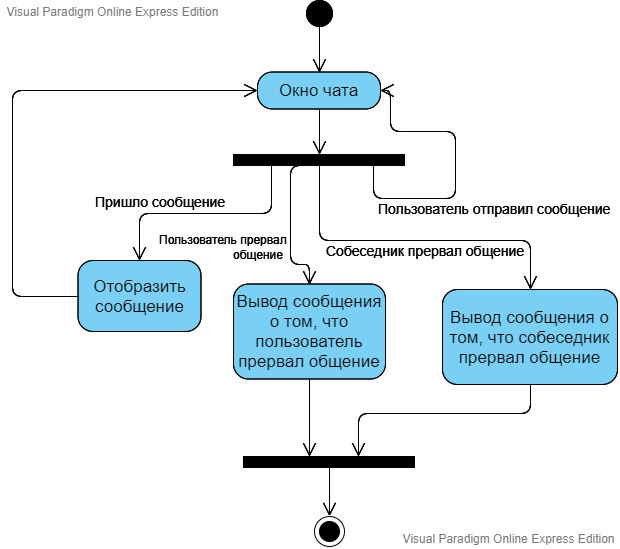 Visual Paradigm Online Express Edition
Окно чата
Пришло сообщение
Пользователь отправил сообщение
Пользователь прервал
общение
Собеседник прервал общение
Отобразить
сообщение
Вывод сообщения
о том, что
пользователь
прервал общение
Вывод сообщения о
том, что собеседник
прервал общение
Visual Paradigm Online Express Edition